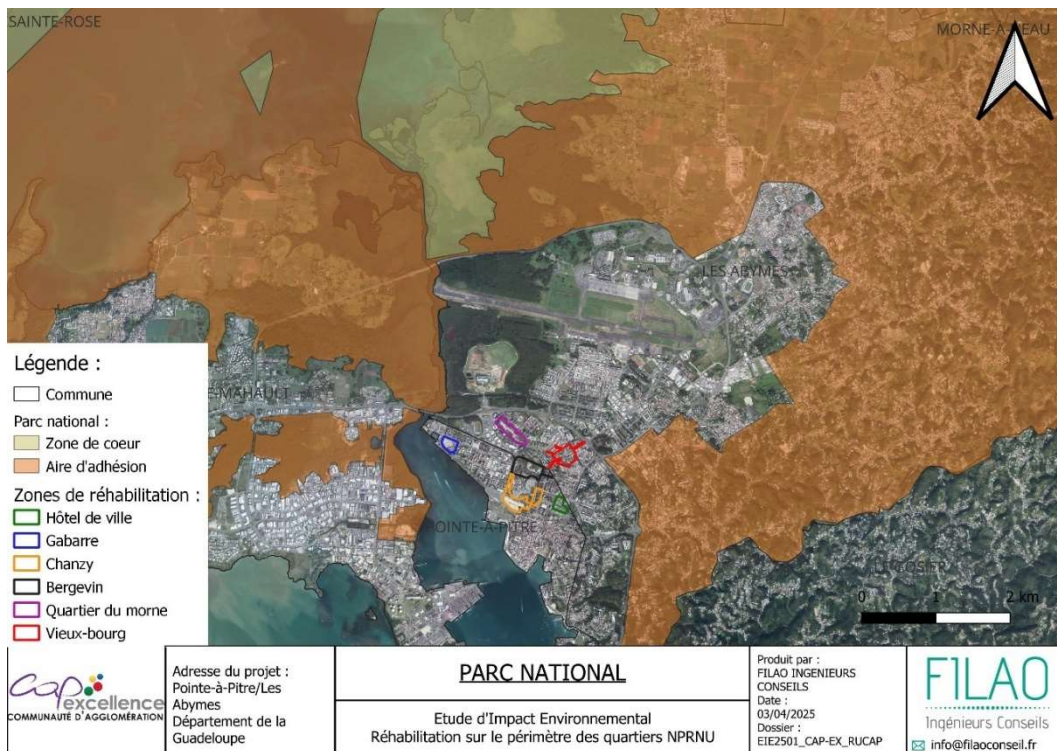 SAINTE-ROSE
MORNE-À-L'EAU
LES ABYMES
E-MAHAULT
POINTE-À-PITRE
LE GOSIER
0 1 2 km
Légende :
Commune
Parc national :
Zone de coeur
Aire d'adhésion
Zones de réhabilitation :
Hôtel de ville
Gabarre
Chanzy
Bergevin
Quartier du morne
Vieux-bourg
cap
excellence
COMMUNAUTÉ D'AGGLOMÉRATION
Adresse du projet :
Pointe-à-Pitre/Les
Abymes
Département de la
Guadeloupe
PARC NATIONAL
Etude d'Impact Environnemental
Réhabilitation sur le périmètre des quartiers NPRNU
Produit par :
FILAO INGENIEURS
CONSEILS
Date :
03/04/2025
Dossier :
EIE2501_CAP-EX_RUCAP
FILAO
Ingénieurs Conseils
info@filaoconseil.fr